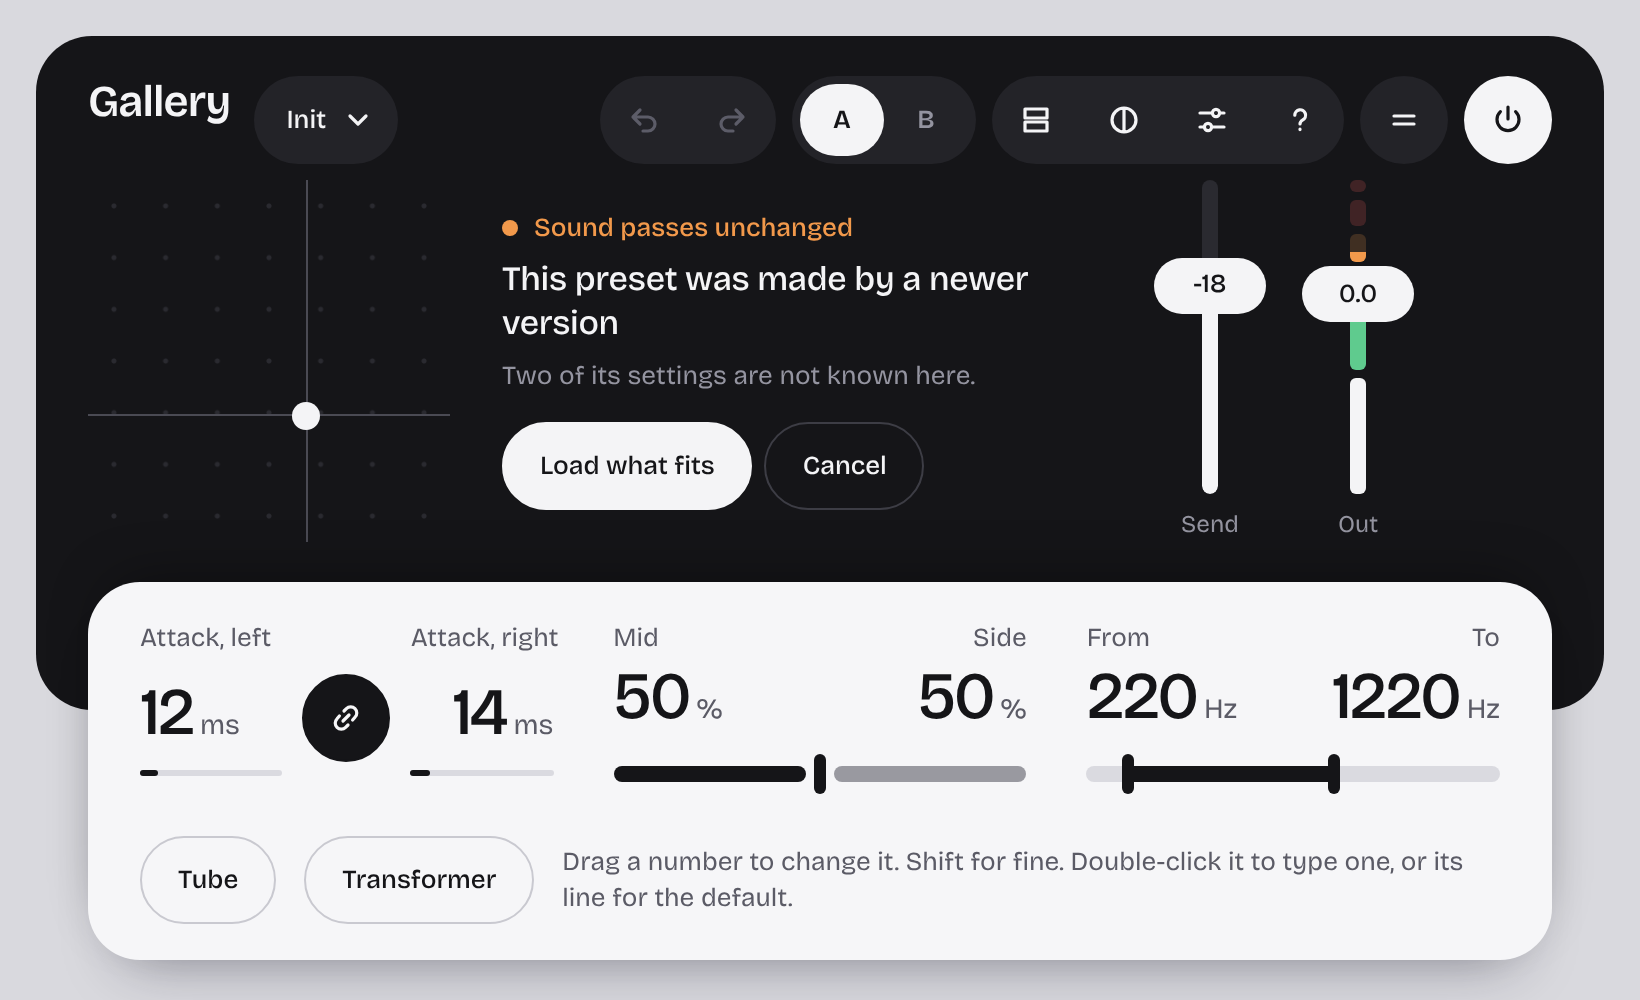 Gallery
Init
A
B
?
Sound passes unchanged
This preset was made by a newer
version
Two of its settings are not known here.
Load what fits
Cancel
-18
0.0
Send
Out
Attack, left
Attack, right
Mid
Side
From
To
12 ms
14 ms
50 %
50 %
220 Hz
1220 Hz
Tube
Transformer
Drag a number to change it. Shift for fine. Double-click it to type one, or its
line for the default.